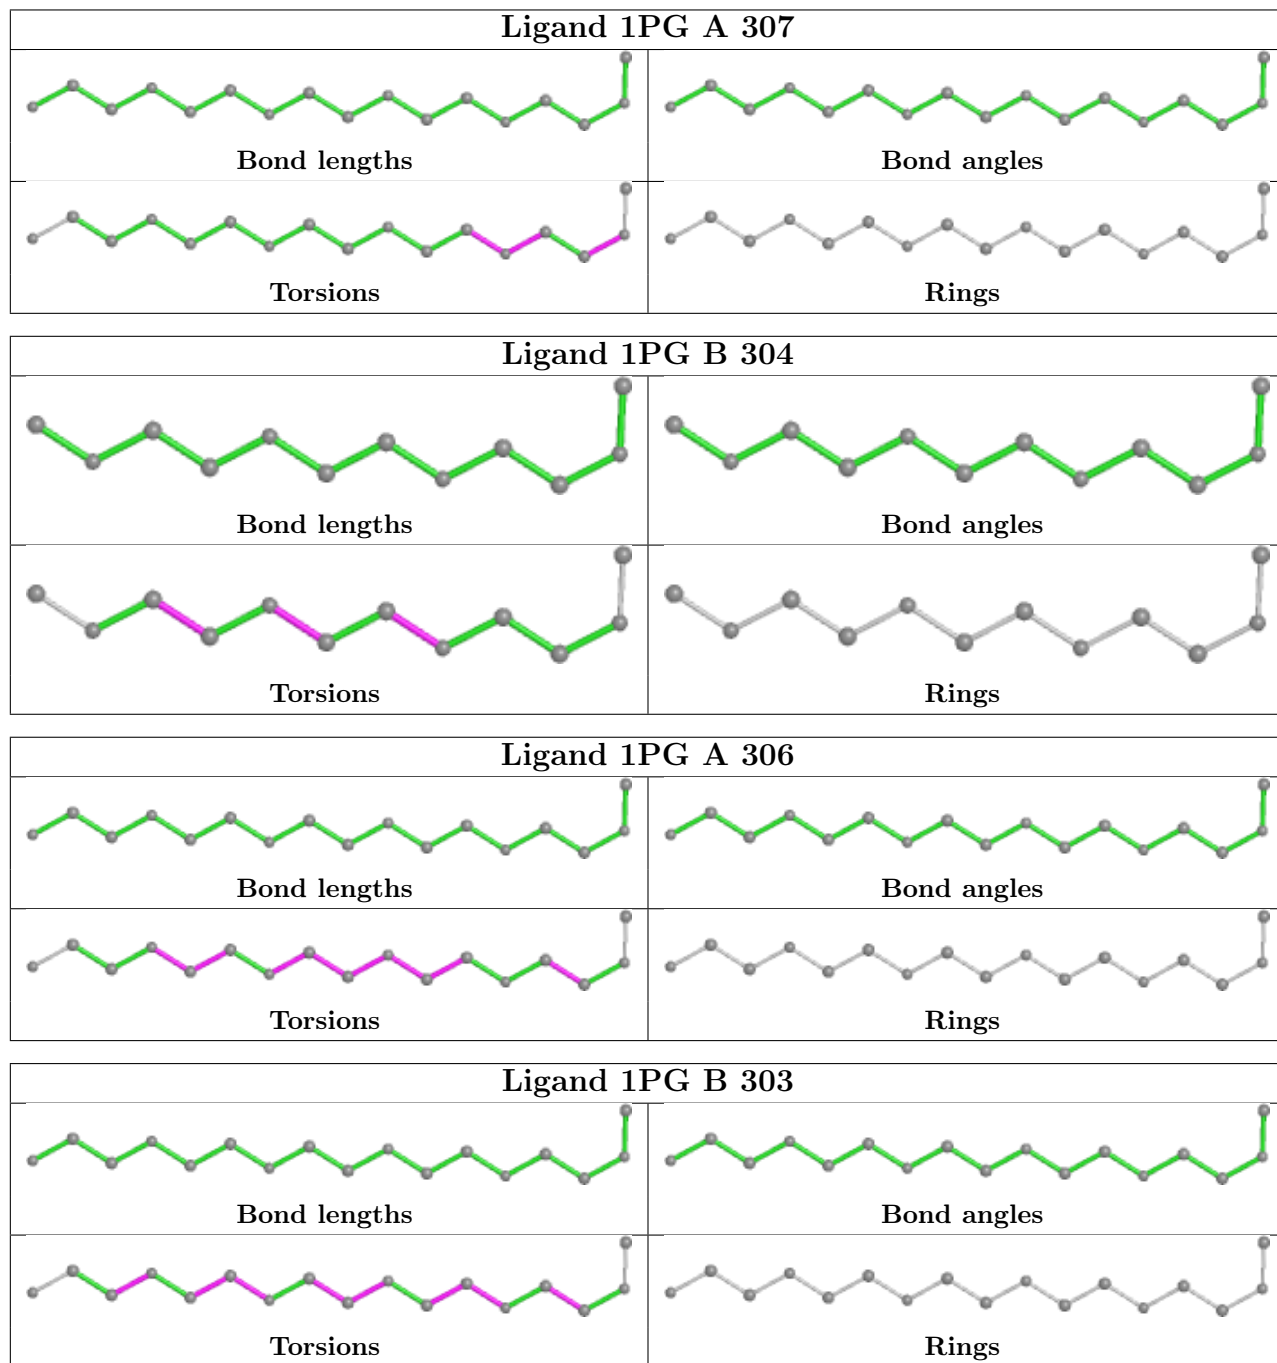 Ligand 1PG A 307
Bond lengths
Bond angles
Torsions
Rings
Ligand 1PG B 304
Bond lengths
Bond angles
Torsions
Rings
Ligand 1PG A 306
Bond lengths
Bond angles
Torsions
Rings
Ligand 1PG B 303
Bond lengths
Bond angles
Torsions
Rings